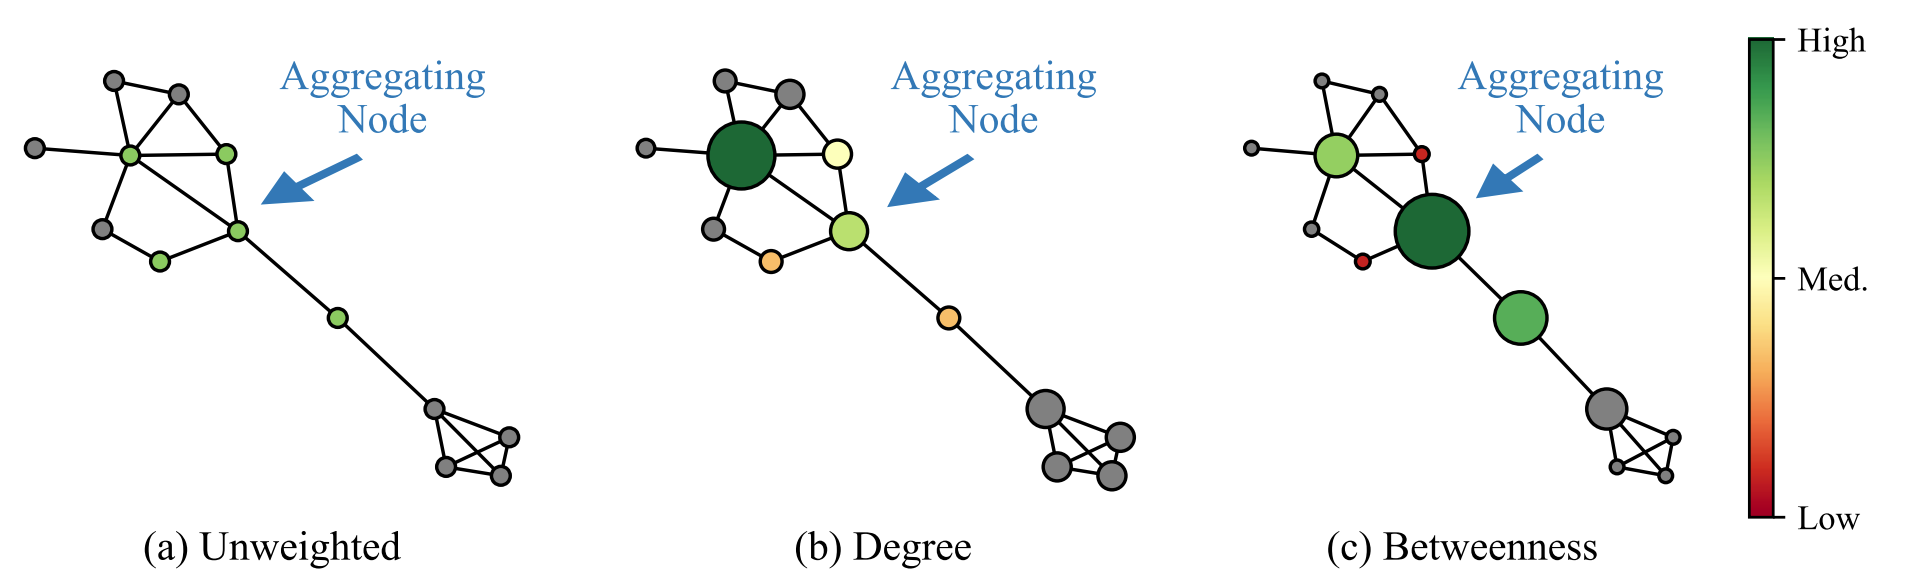 Aggregating
Node
Aggregating
Node
Aggregating
Node
High
Med.
Low
(a) Unweighted
(b) Degree
(c) Betweenness